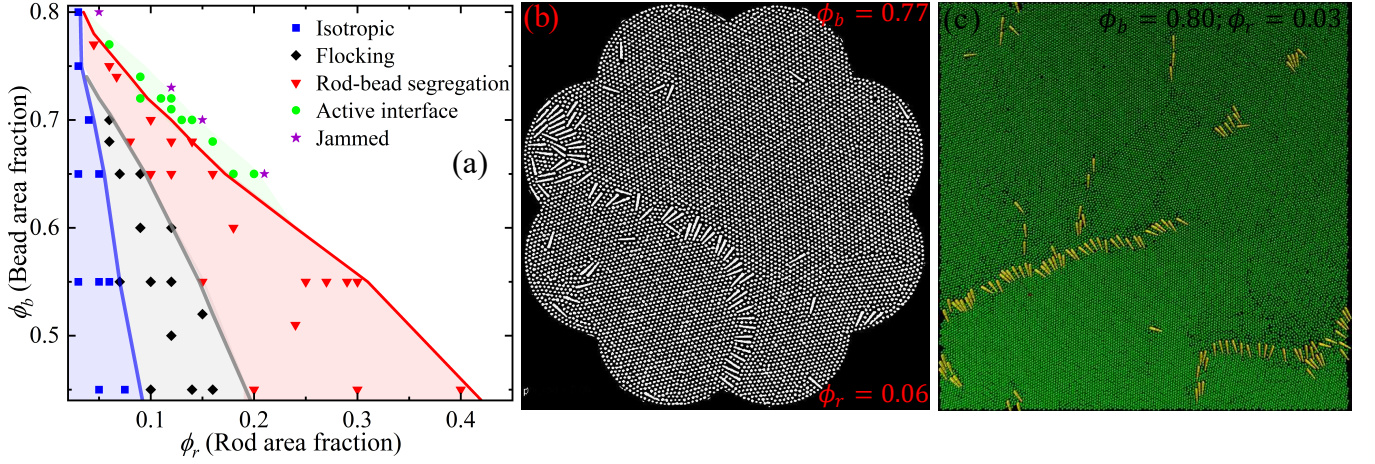 0.8
0.7
0.6
0.5
ϕb (Bead area fraction)
Isotropic
Flocking
Rod-bead segregation
Active interface
Jammed
(a)
0.1
0.2
0.3
0.4
ϕr (Rod area fraction)
(b)
ϕb = 0.77
ϕr = 0.06
(c)
ϕb = 0.80; ϕr = 0.03